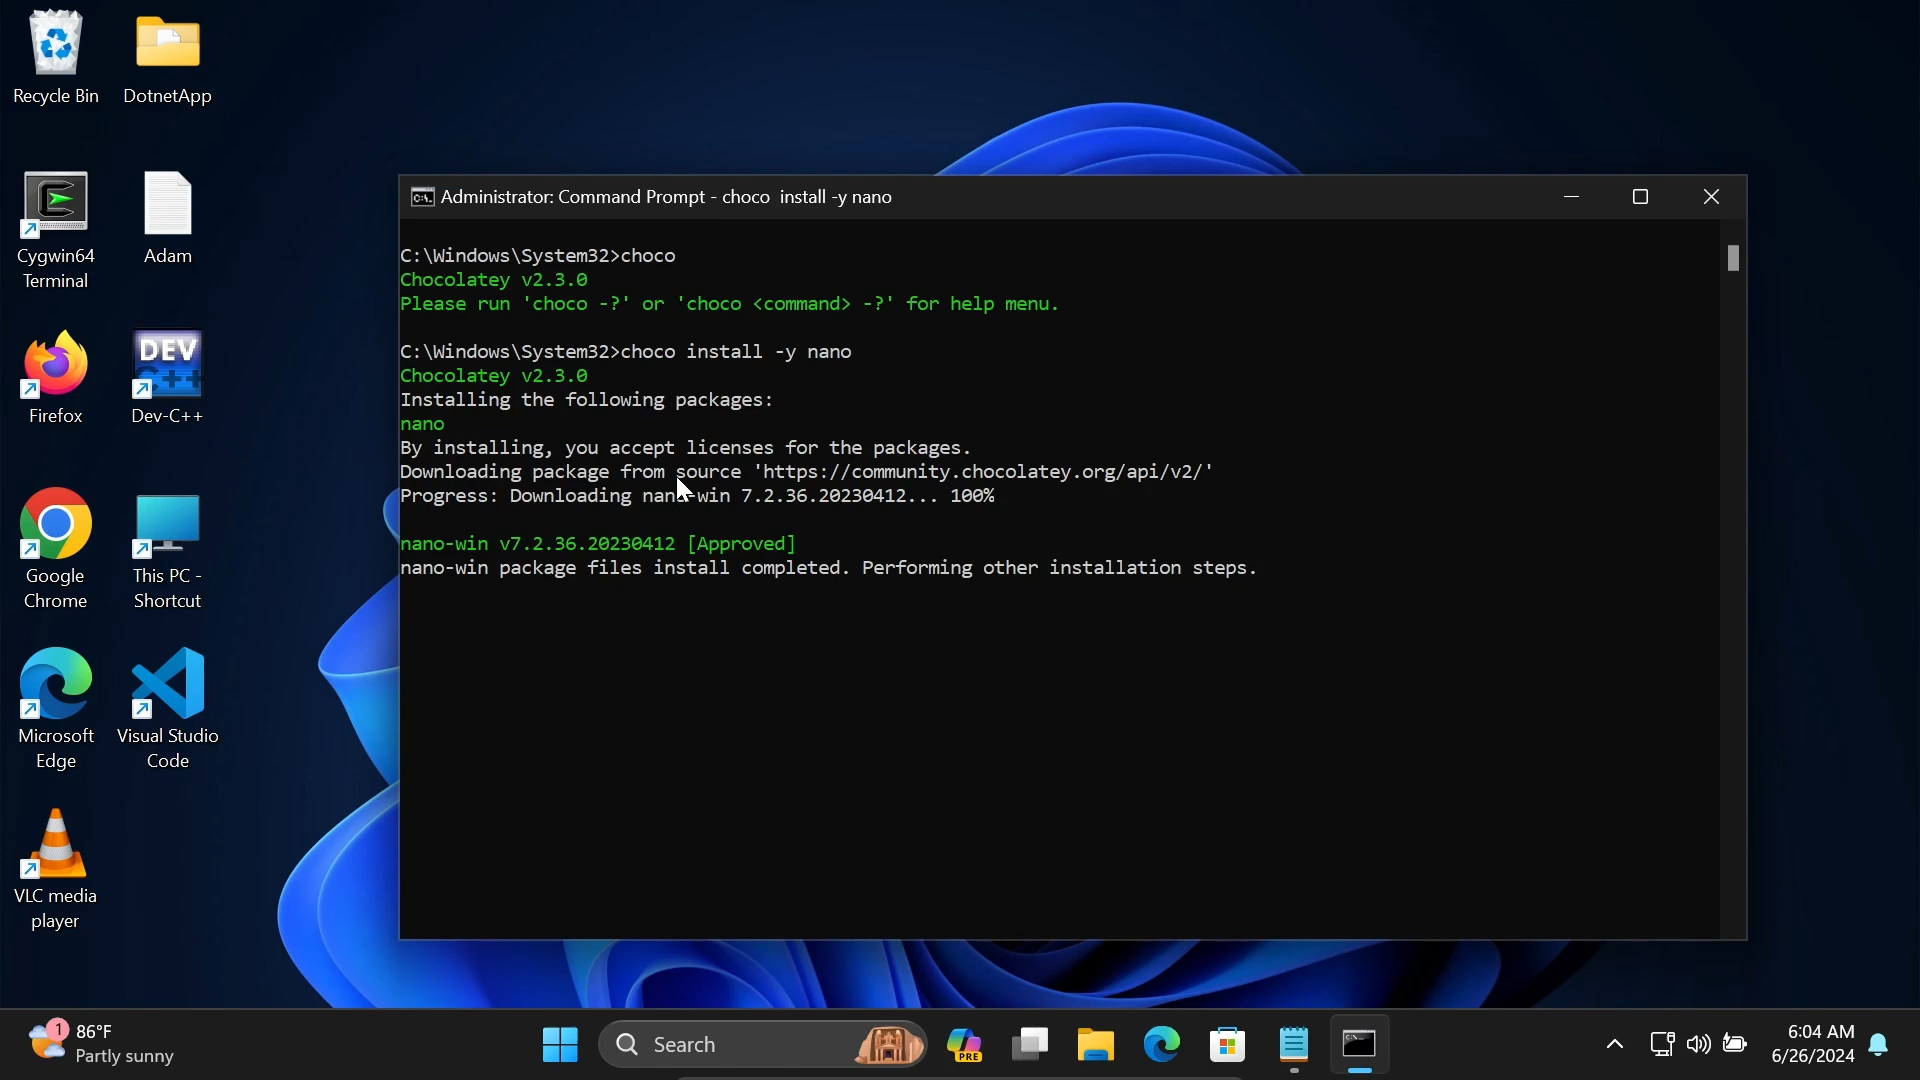 Recycle Bin
DotnetApp
Cygwin64
Terminal
Adam
Firefox
DEV
C++
Dev-C++
Google
Chrome
This PC -
Shortcut
Microsoft
Edge
Visual Studio
Code
VLC media
player
C:\
Administrator: Command Prompt - choco  install -y nano
C:\Windows\System32>choco
Chocolatey v2.3.0
Please run 'choco -?' or 'choco <command> -?' for help menu.
C:\Windows\System32>choco install -y nano
Chocolatey v2.3.0
Installing the following packages:
nano
By installing, you accept licenses for the packages.
Downloading package from source 'https://community.chocolatey.org/api/v2/'
Progress: Downloading nano-win 7.2.36.20230412... 100%
nano-win v7.2.36.20230412 [Approved]
nano-win package files install completed. Performing other installation steps.
1
86°F
Partly sunny
Search
PRE
6:04 AM
6/26/2024